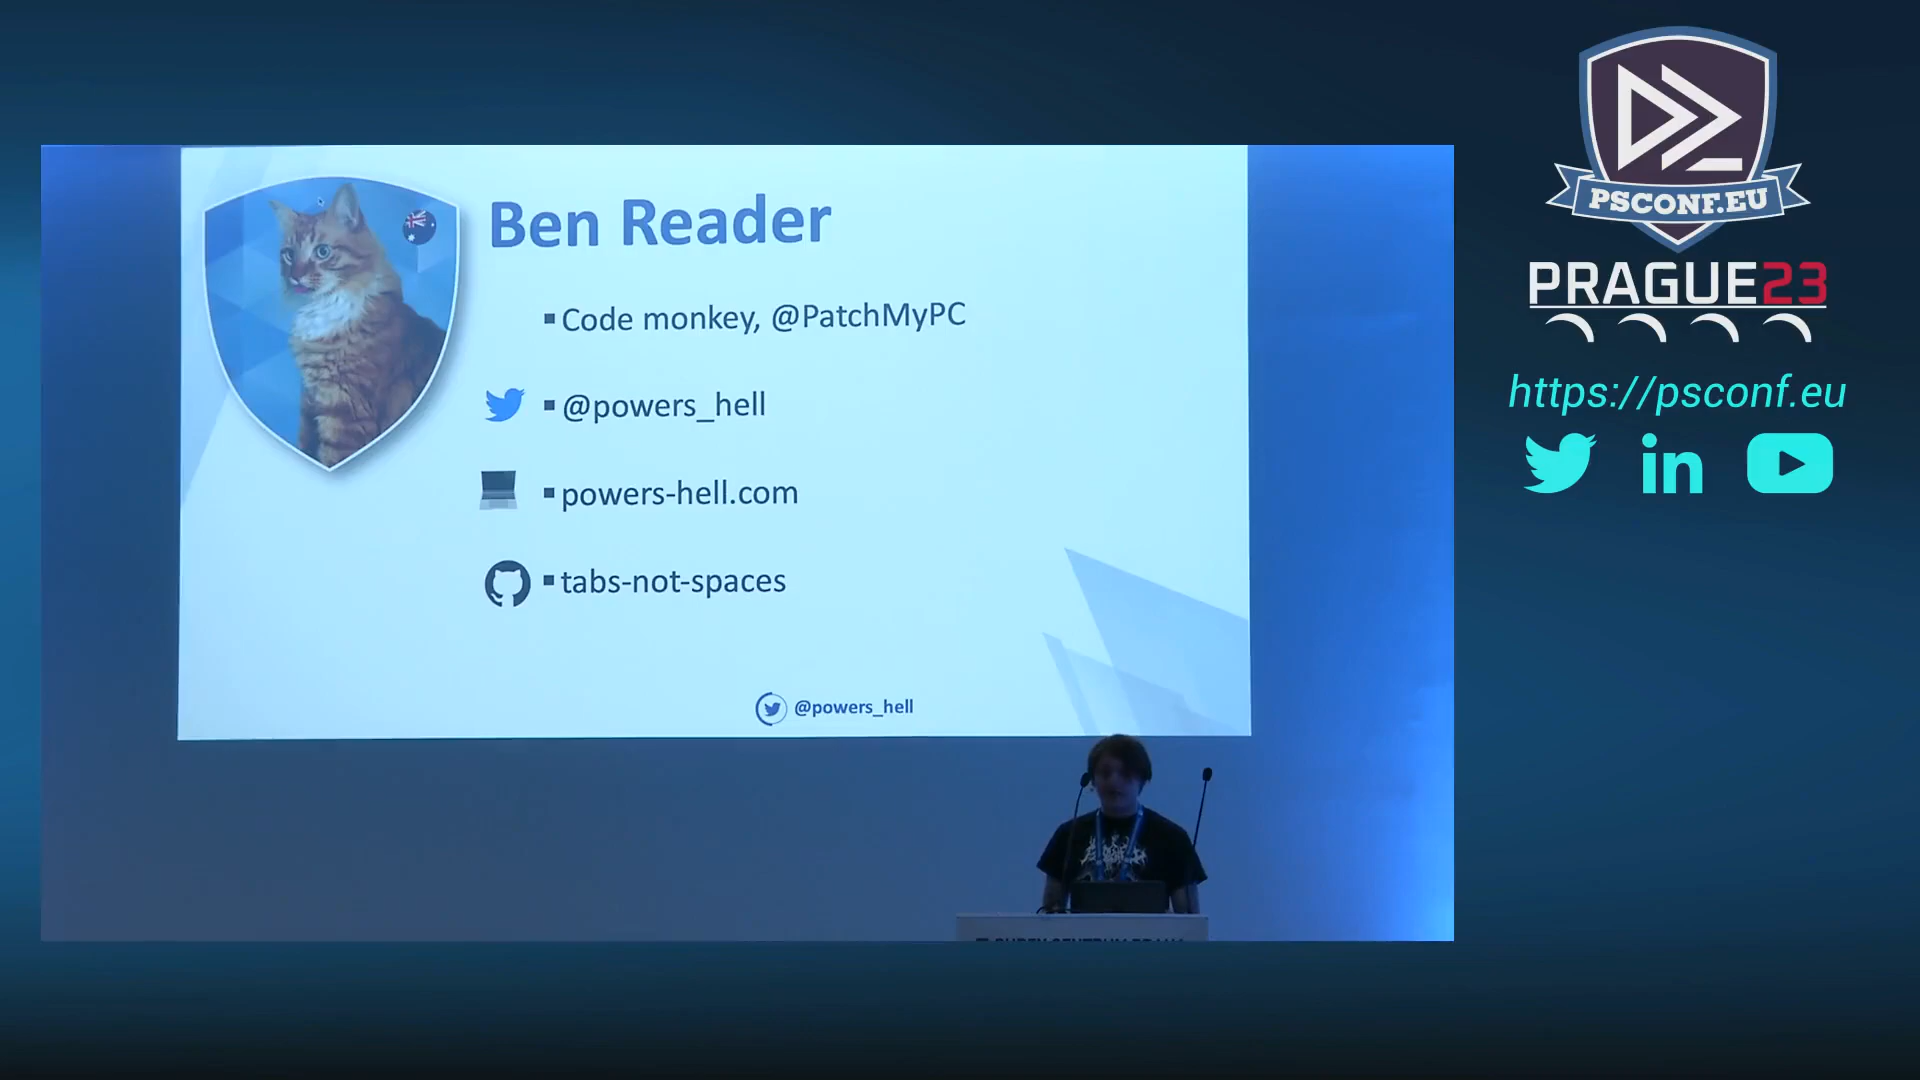 Ben Reader
Code monkey, @PatchMyPC
@powers_hell
powers-hell.com
tabs-not-spaces
@powers_hell
PSCONF.EU
PRAGUE23
https://psconf.eu
in